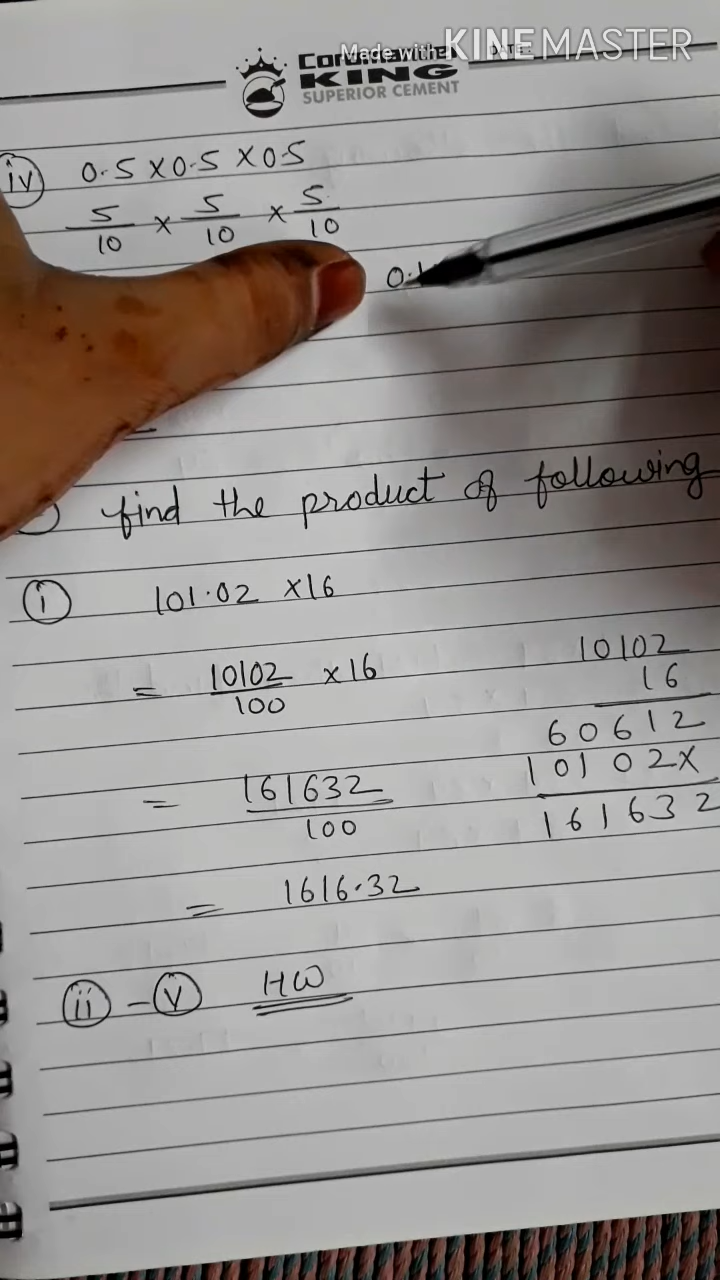 Made with KINEMASTER
DATE:
KING
SUPERIOR CEMENT
iv 0.5 × 0.5 × 0.5
5/10 × 5/10 × 5/10
find the product of following
i 101.02 × 16
= 10102/100 × 16
10102
16
60612
10102×
161632
= 161632/100
= 1616.32
ii - v HW